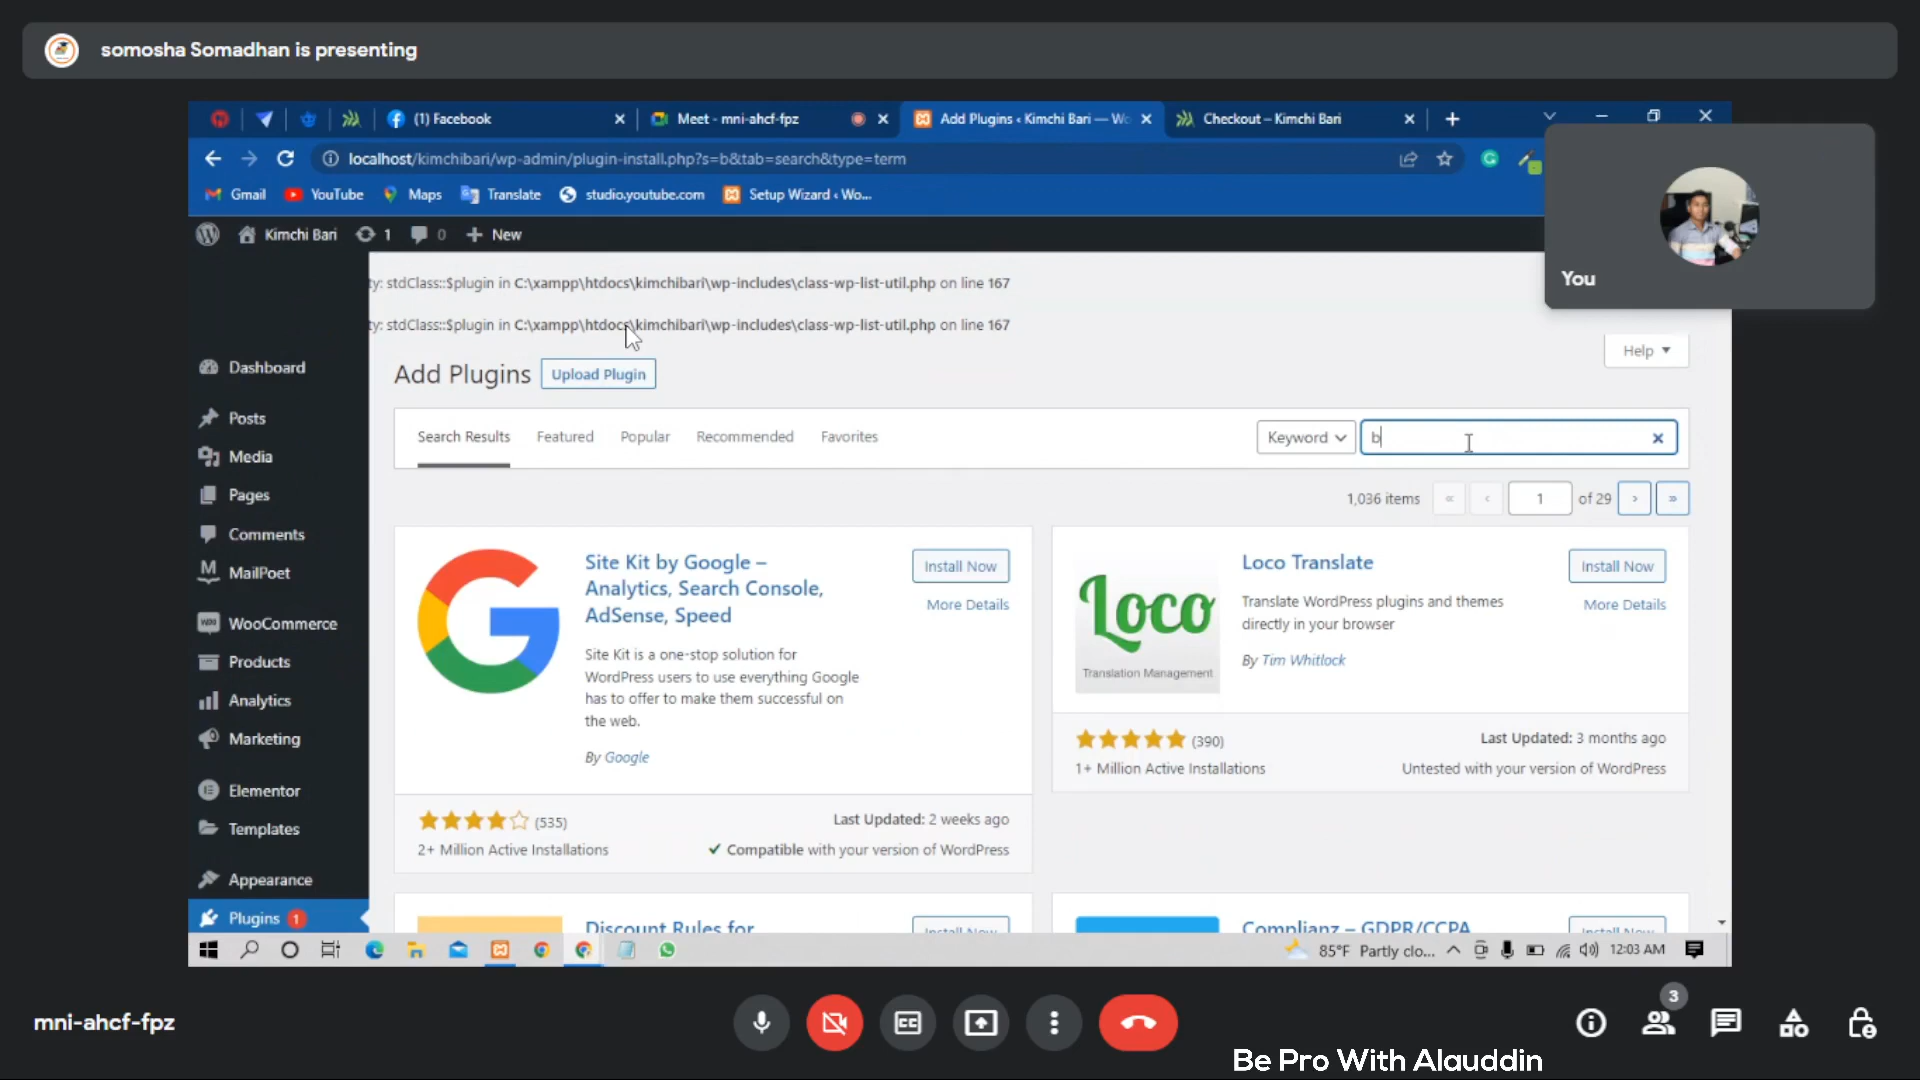 somosha Somadhan is presenting
(1) Facebook
Meet - mni-ahcf-fpz
Add Plugins ‹ Kimchi Bari — Wo
Checkout – Kimchi Bari
localhost/kimchibari/wp-admin/plugin-install.php?s=b&tab=search&type=term
Gmail
YouTube
Maps
Translate
studio.youtube.com
Setup Wizard ‹ Wo...
You
Kimchi Bari
1
0
New
ty: stdClass::$plugin in C:\xampp\htdocs\kimchibari\wp-includes\class-wp-list-util.php on line 167
ty: stdClass::$plugin in C:\xampp\htdocs\kimchibari\wp-includes\class-wp-list-util.php on line 167
Help
Add Plugins
Upload Plugin
Dashboard
Posts
Media
Pages
Comments
MailPoet
WooCommerce
Products
Analytics
Marketing
Elementor
Templates
Appearance
Plugins 1
Search Results
Featured
Popular
Recommended
Favorites
Keyword
b
1,036 items
« ‹ 1 of 29 › »
Site Kit by Google –
Analytics, Search Console,
AdSense, Speed
Install Now
More Details
Site Kit is a one-stop solution for
WordPress users to use everything Google
has to offer to make them successful on
the web.
By Google
(535)
Last Updated: 2 weeks ago
2+ Million Active Installations
Compatible with your version of WordPress
Loco
Translation Management
Loco Translate
Install Now
More Details
Translate WordPress plugins and themes
directly in your browser
By Tim Whitlock
(390)
Last Updated: 3 months ago
1+ Million Active Installations
Untested with your version of WordPress
Discount Rules for
Install Now
Complianz – GDPR/CCPA
Install Now
85°F Partly clo...
12:03 AM
mni-ahcf-fpz
3
Be Pro With Alauddin